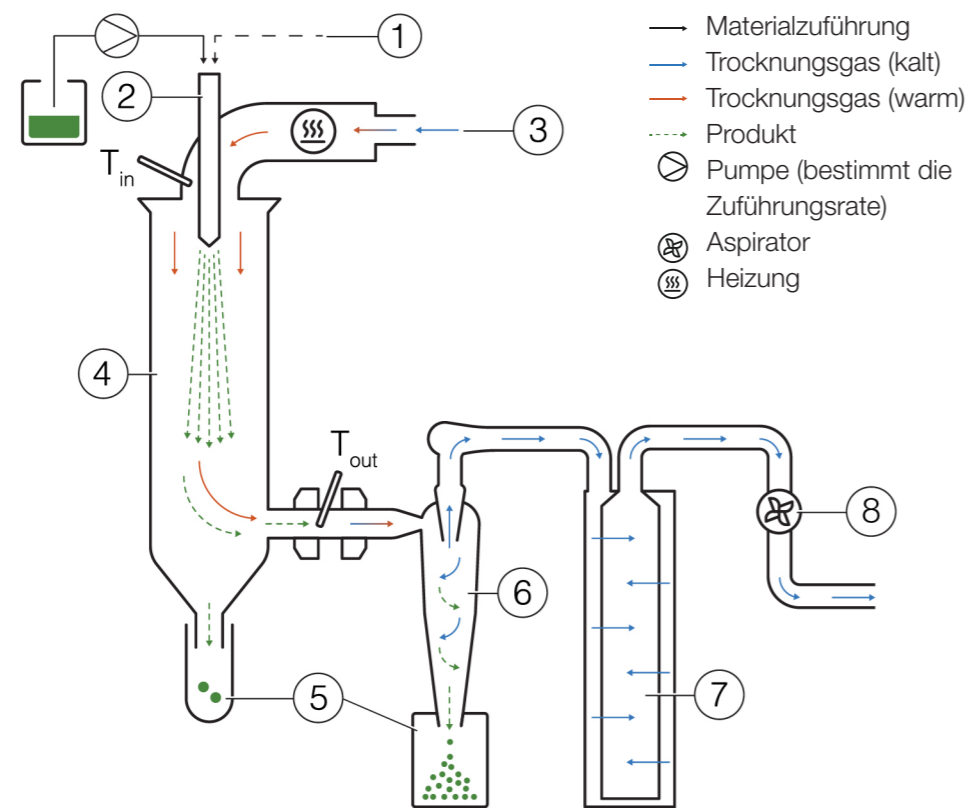 1
Materialzuführung
2
Trocknungsgas (kalt)
Trocknungsgas (warm)
3
Produkt
T in
Pumpe (bestimmt die
Zuführungsrate)
Aspirator
Heizung
4
T out
8
6
5
7